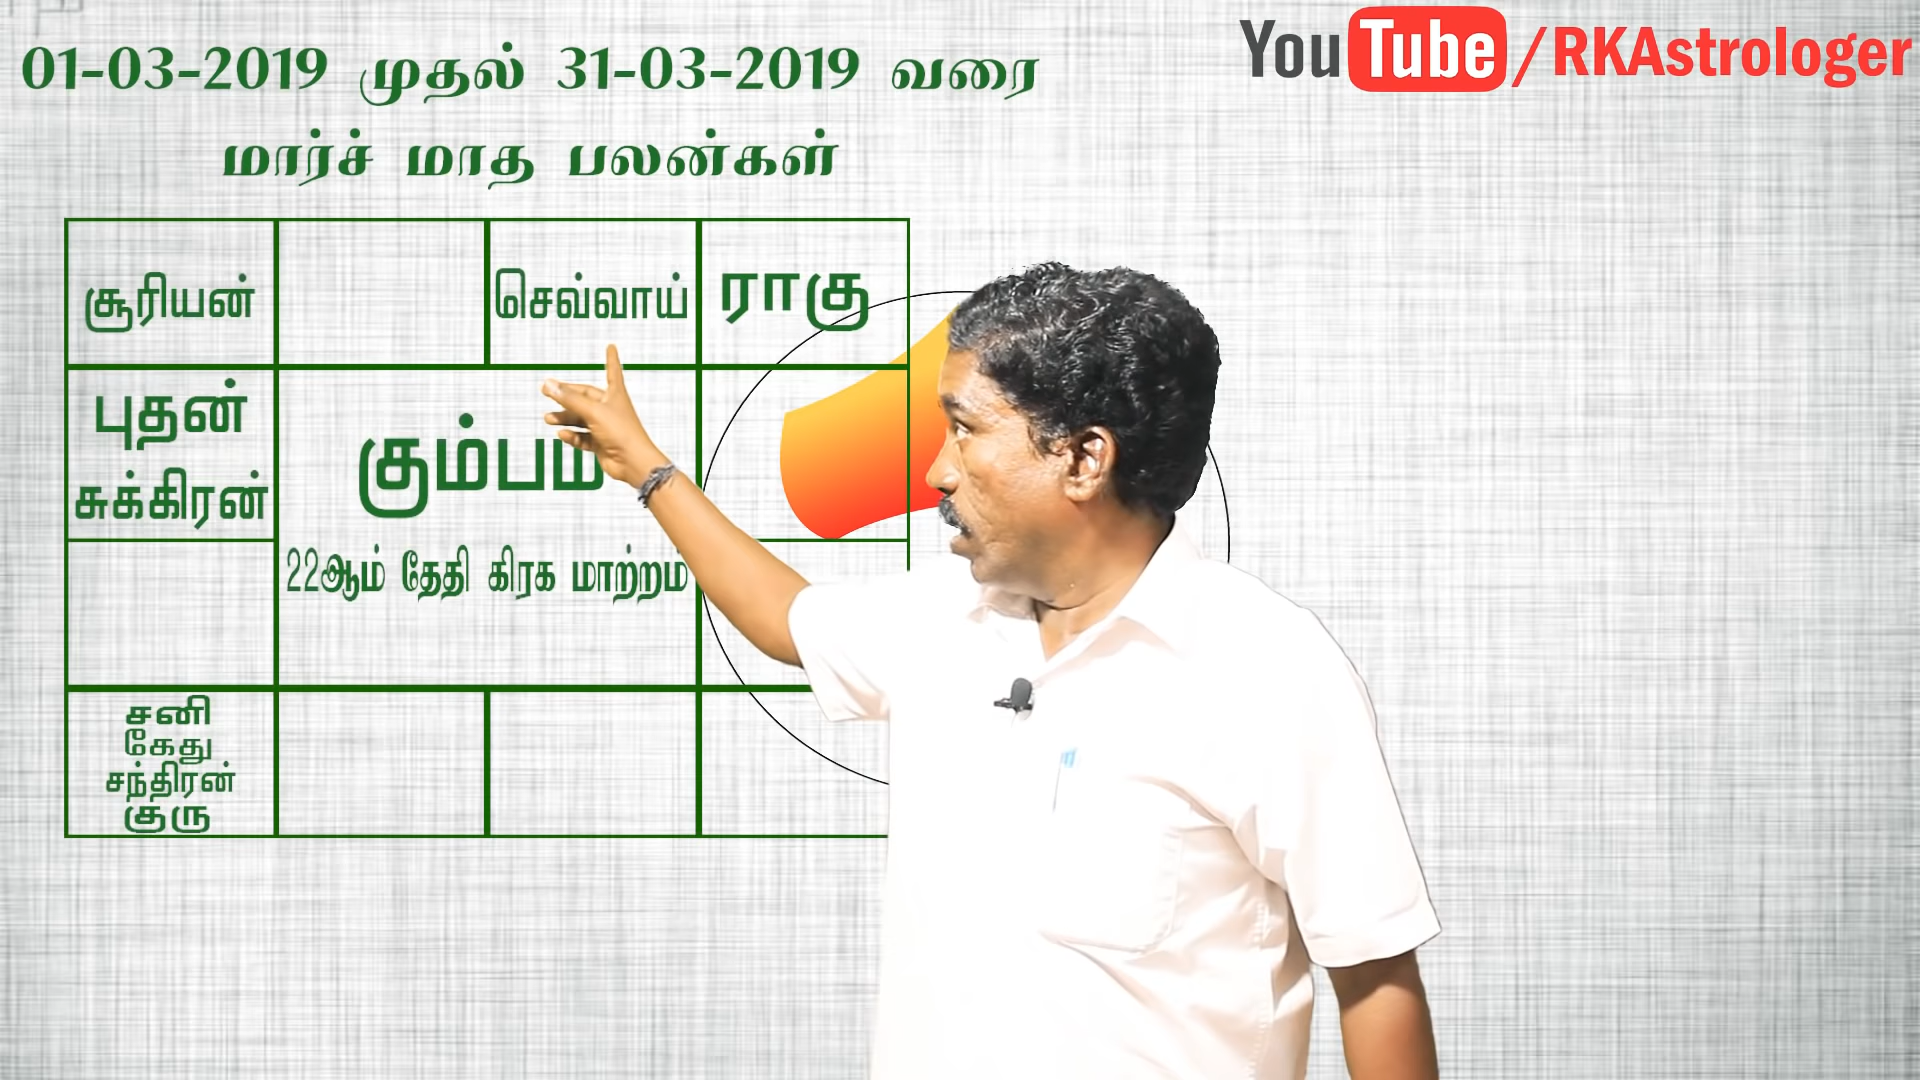 01-03-2019 முதல் 31-03-2019 வரை
YouTube/RKAstrologer
மார்ச் மாத பலன்கள்
சூரியன்
செவ்வாய்
ராகு
புதன்
சுக்கிரன்
கும்பம்
22ஆம் தேதி கிரக மாற்றம்
சனி
கேது
சந்திரன்
குரு